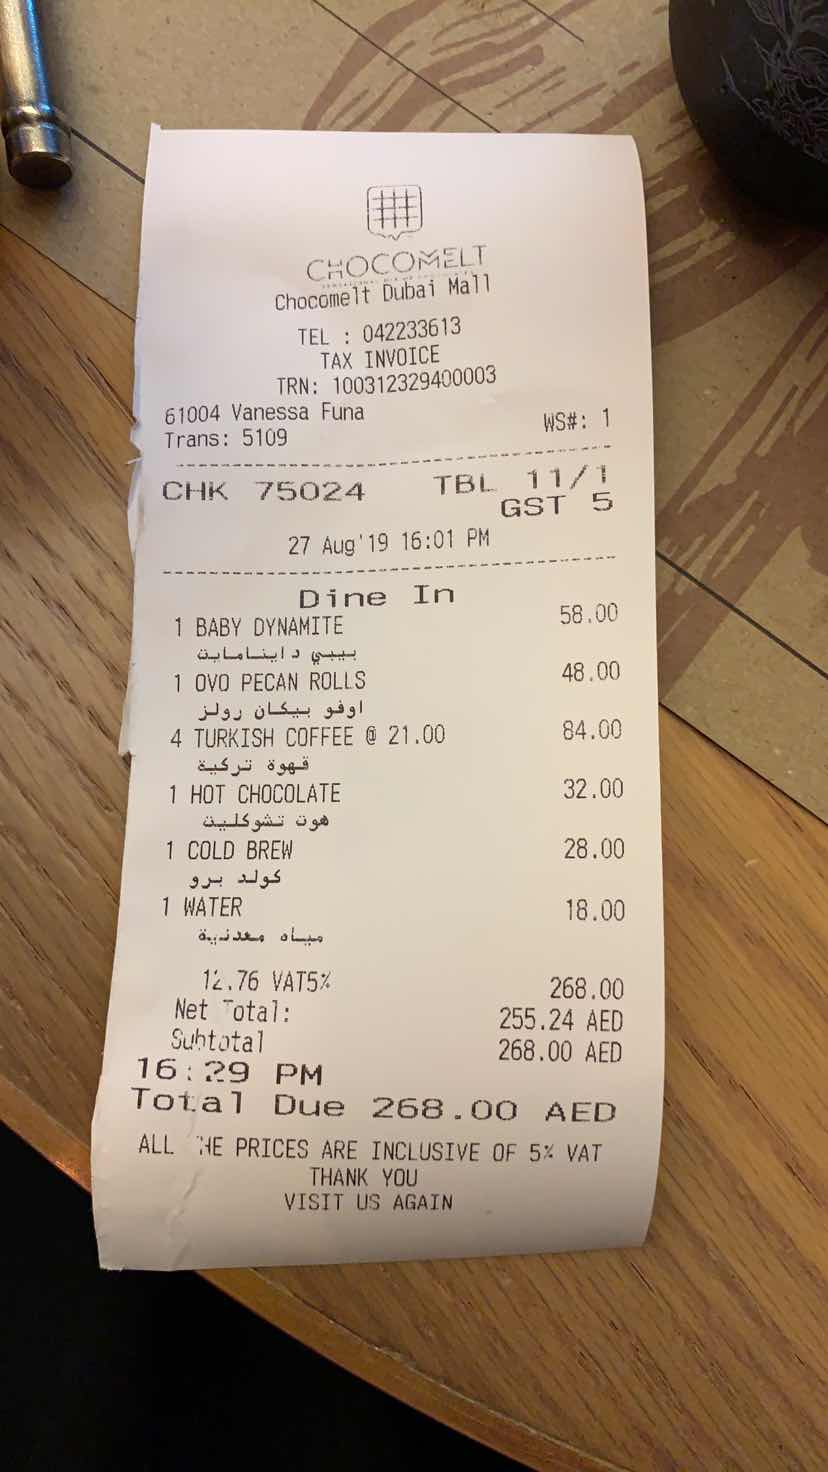 CHOCOMELT
Chocomelt Dubai Mall
TEL : 042233613
TAX INVOICE
TRN: 100312329400003
61004 Vanessa Funa
WS#: 1
Trans: 5109
CHK 75024 TBL 11/1
GST 5
27 Aug'19 16:01 PM
Dine In
1 BABY DYNAMITE 58.00
بيبي داينامايت
1 OVO PECAN ROLLS 48.00
اوفو بيكان رولز
4 TURKISH COFFEE @ 21.00 84.00
قهوة تركية
1 HOT CHOCOLATE 32.00
هوت تشوكليت
1 COLD BREW 28.00
كولد برو
1 WATER 18.00
مياه معدنية
12.76 VAT5% 268.00
Net Total: 255.24 AED
Subtotal 268.00 AED
16:29 PM
Total Due 268.00 AED
ALL THE PRICES ARE INCLUSIVE OF 5% VAT
THANK YOU
VISIT US AGAIN